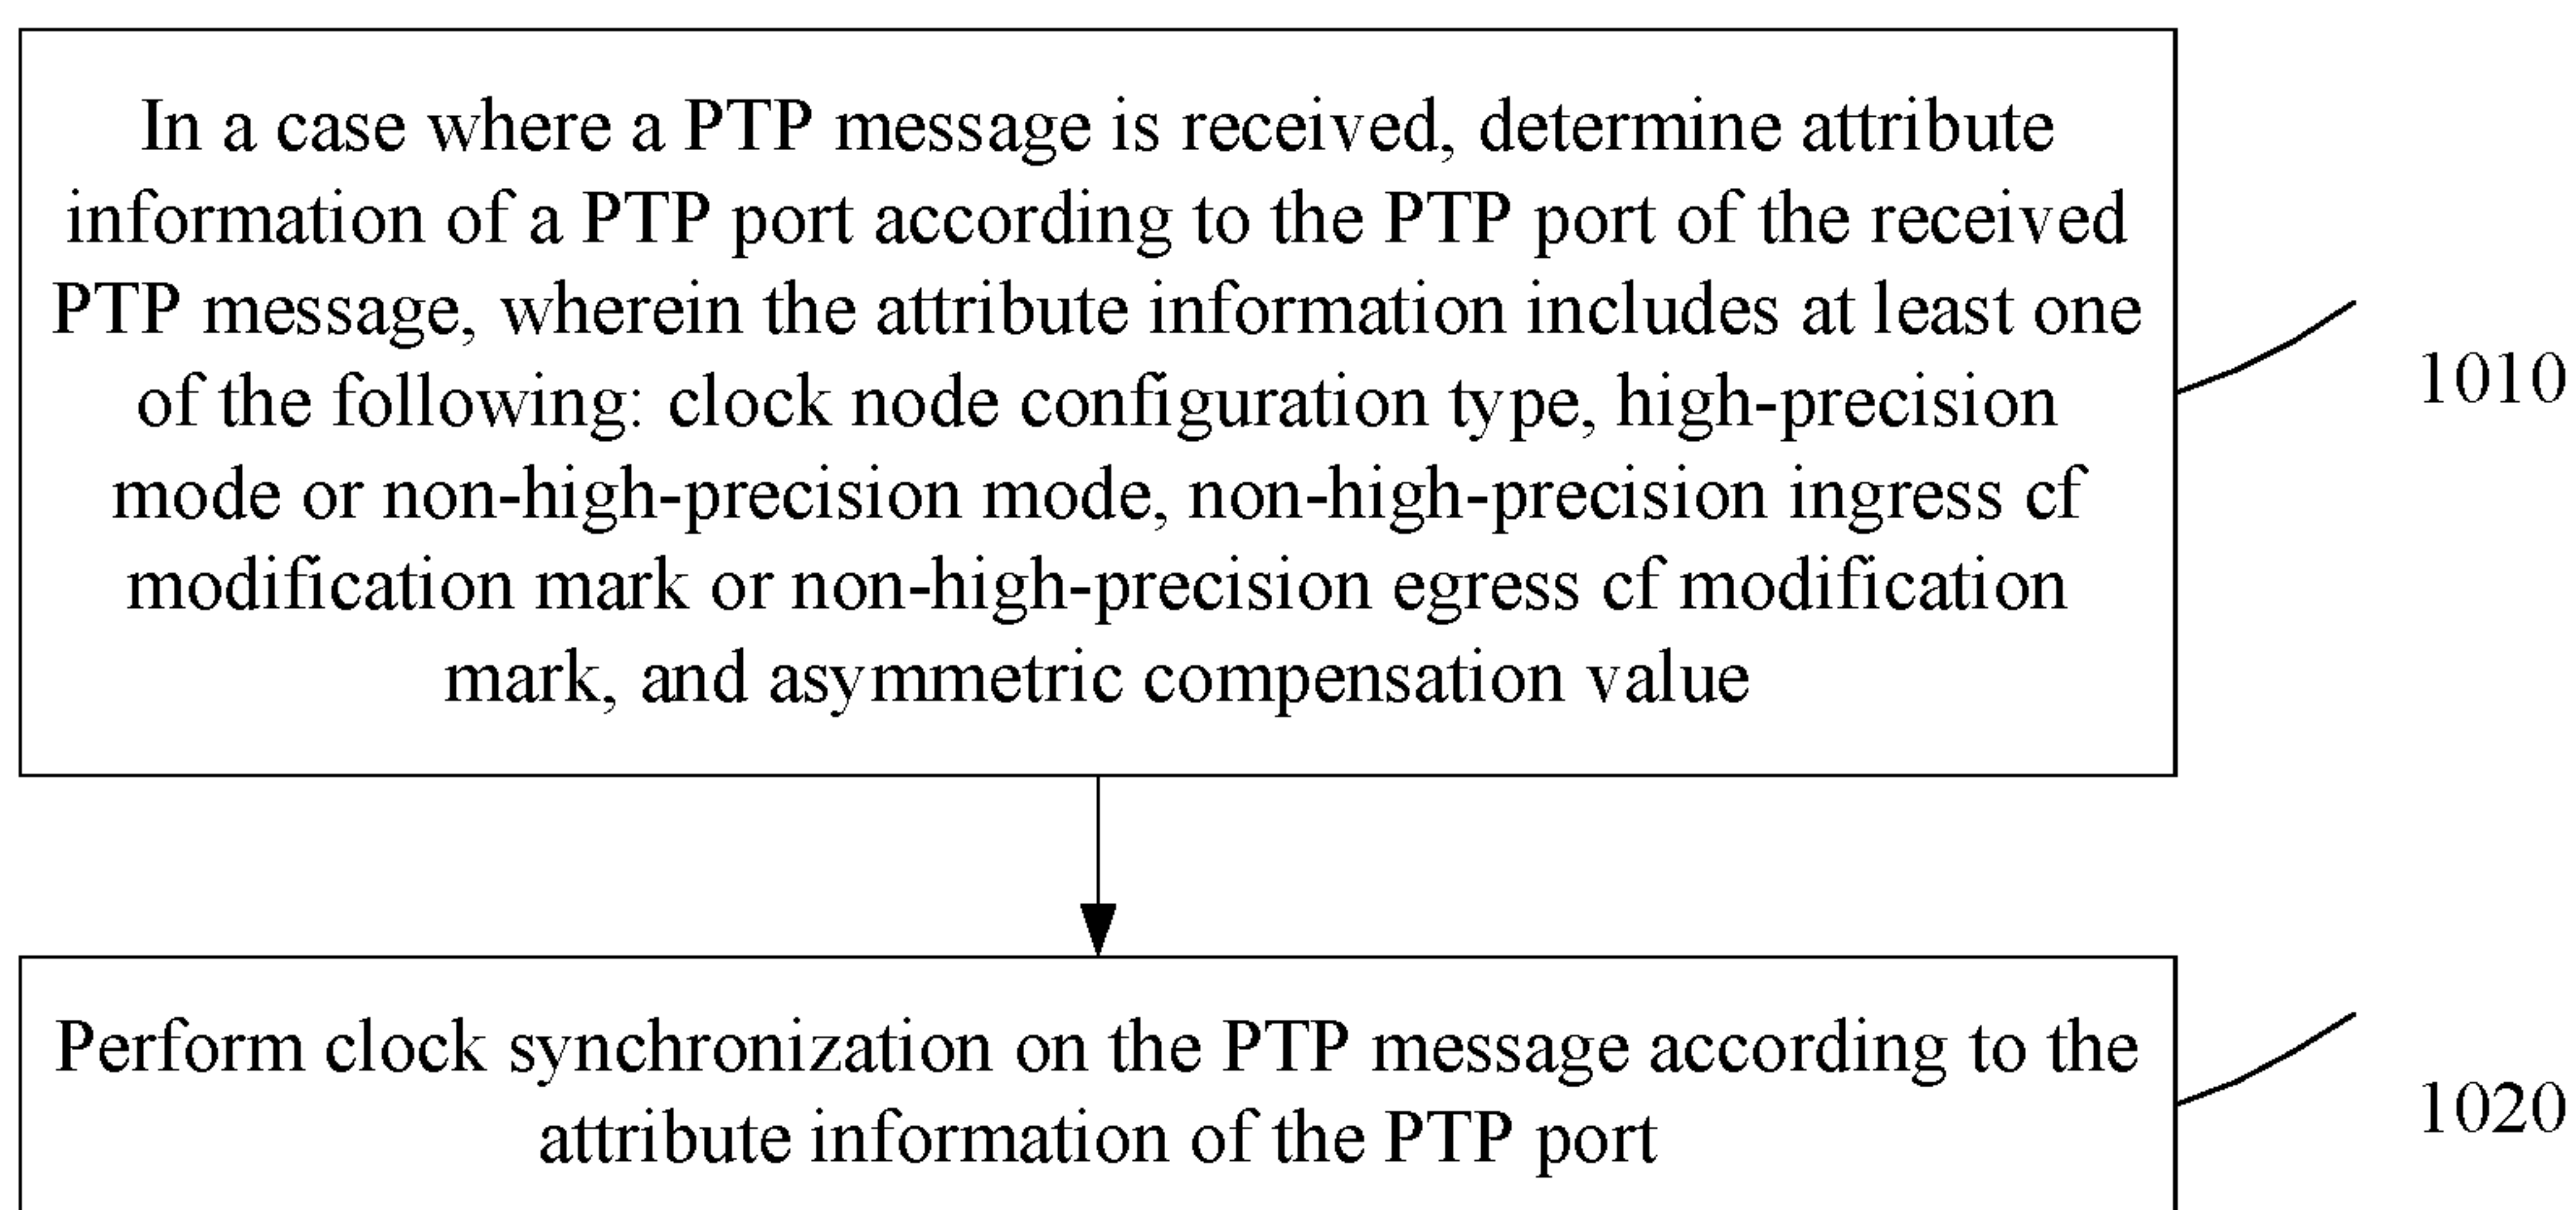 In a case where a PTP message is received, determine attribute
information of a PTP port according to the PTP port of the received
PTP message, wherein the attribute information includes at least one
of the following: clock node configuration type, high-precision
mode or non-high-precision mode, non-high-precision ingress cf
modification mark or non-high-precision egress cf modification
mark, and asymmetric compensation value
1010
Perform clock synchronization on the PTP message according to the
attribute information of the PTP port
1020